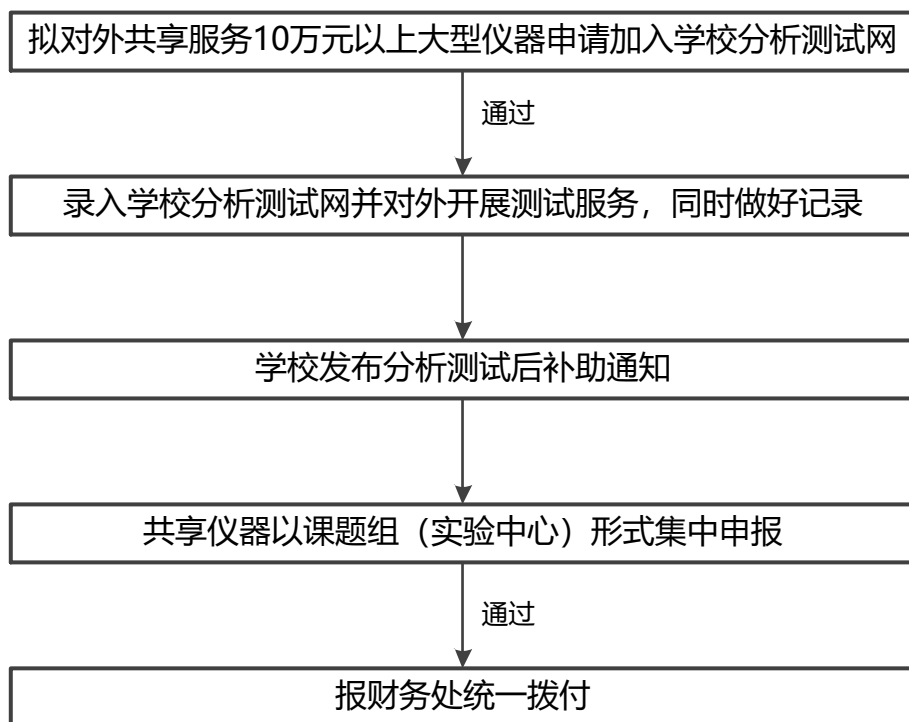 拟对外共享服务10万元以上大型仪器申请加入学校分析测试网
通过
录入学校分析测试网并对外开展测试服务，同时做好记录
学校发布分析测试后补助通知
共享仪器以课题组（实验中心）形式集中申报
通过
报财务处统一拨付